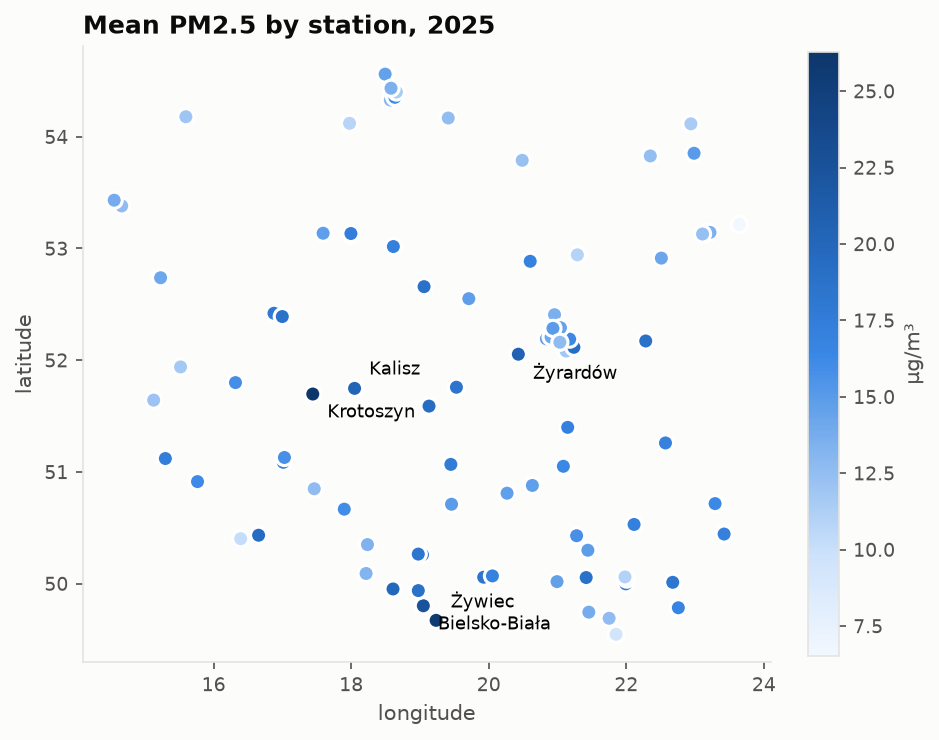 Mean PM2.5 by station, 2025
54
53
52
51
50
latitude
16
18
20
22
24
longitude
Kalisz
Krotoszyn
Żyrardów
Żywiec
Bielsko-Biała
25.0
22.5
20.0
17.5
15.0
12.5
10.0
7.5
μg/m³